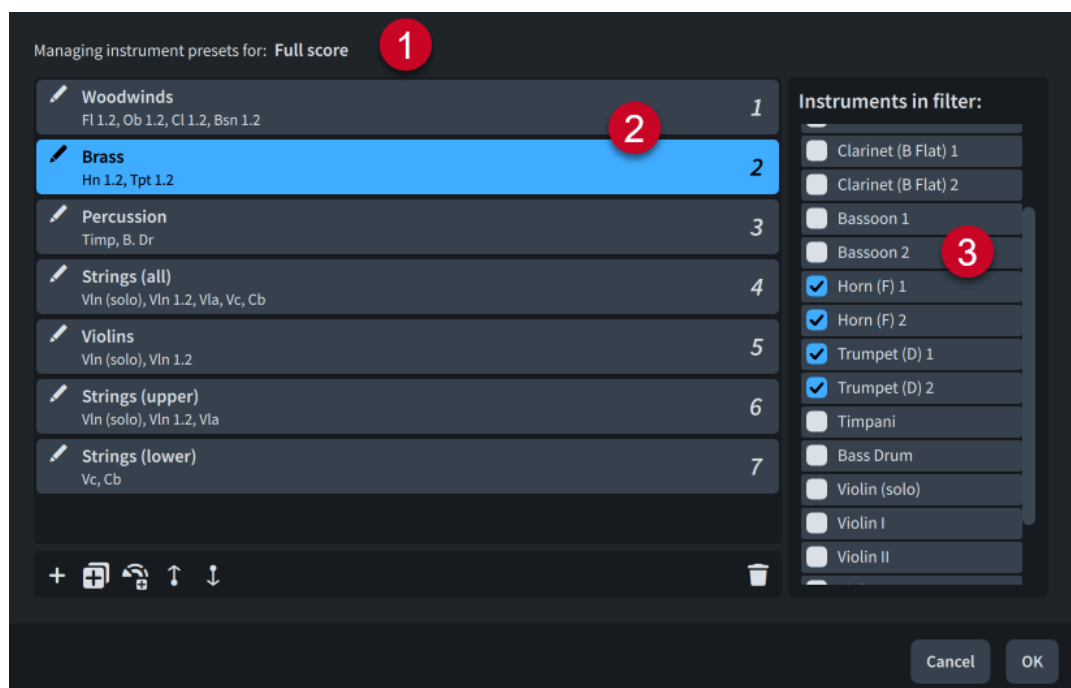 Managing instrument presets for: Full score
1
Woodwinds
Fl 1.2, Ob 1.2, Cl 1.2, Bsn 1.2
1
2
Brass
Hn 1.2, Tpt 1.2
2
Percussion
Timp, B. Dr
3
Strings (all)
Vln (solo), Vln 1.2, Vla, Vc, Cb
4
Violins
Vln (solo), Vln 1.2
5
Strings (upper)
Vln (solo), Vln 1.2, Vla
6
Strings (lower)
Vc, Cb
7
Instruments in filter:
Clarinet (B Flat) 1
Clarinet (B Flat) 2
Bassoon 1
Bassoon 2
3
Horn (F) 1
Horn (F) 2
Trumpet (D) 1
Trumpet (D) 2
Timpani
Bass Drum
Violin (solo)
Violin I
Violin II
Cancel
OK